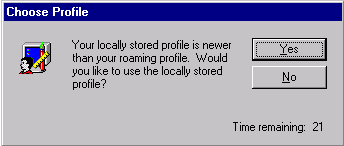 Choose Profile
Your locally stored profile is newer
than your roaming profile. Would
you like to use the locally stored
profile?
Yes
No
Time remaining: 21